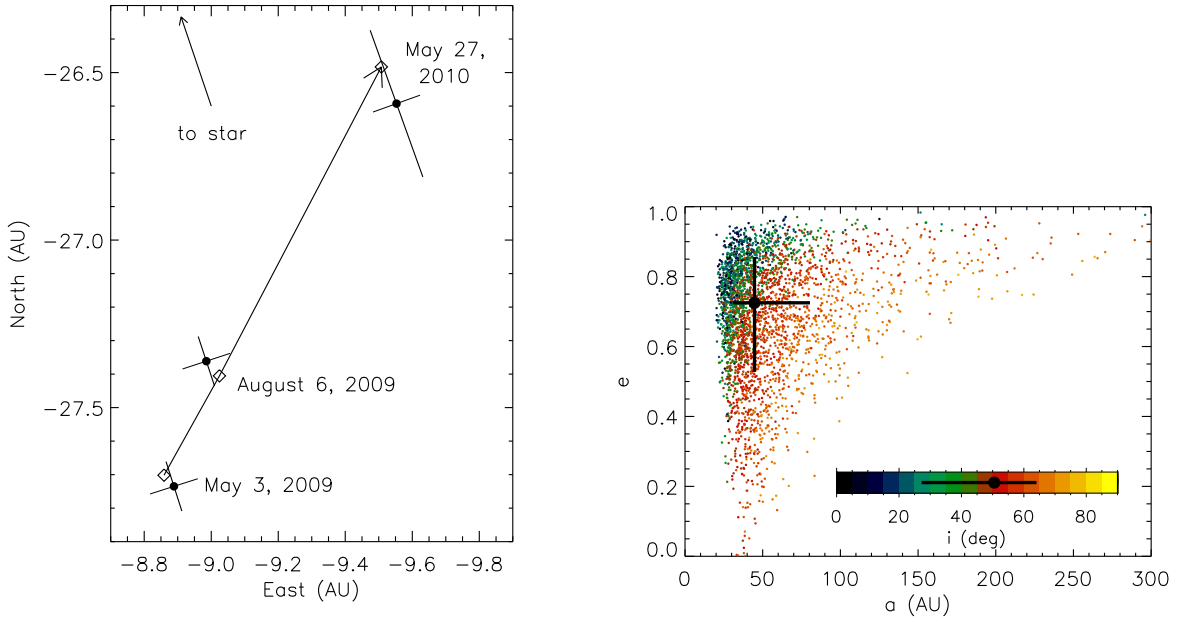 May 27,
2010
to star
August 6, 2009
May 3, 2009
North (AU)
−26.5
−27.0
−27.5
−8.8 −9.0 −9.2 −9.4 −9.6 −9.8
East (AU)
e
1.0
0.8
0.6
0.4
0.2
0.0
0 20 40 60 80
i (deg)
0 50 100 150 200 250 300
a (AU)